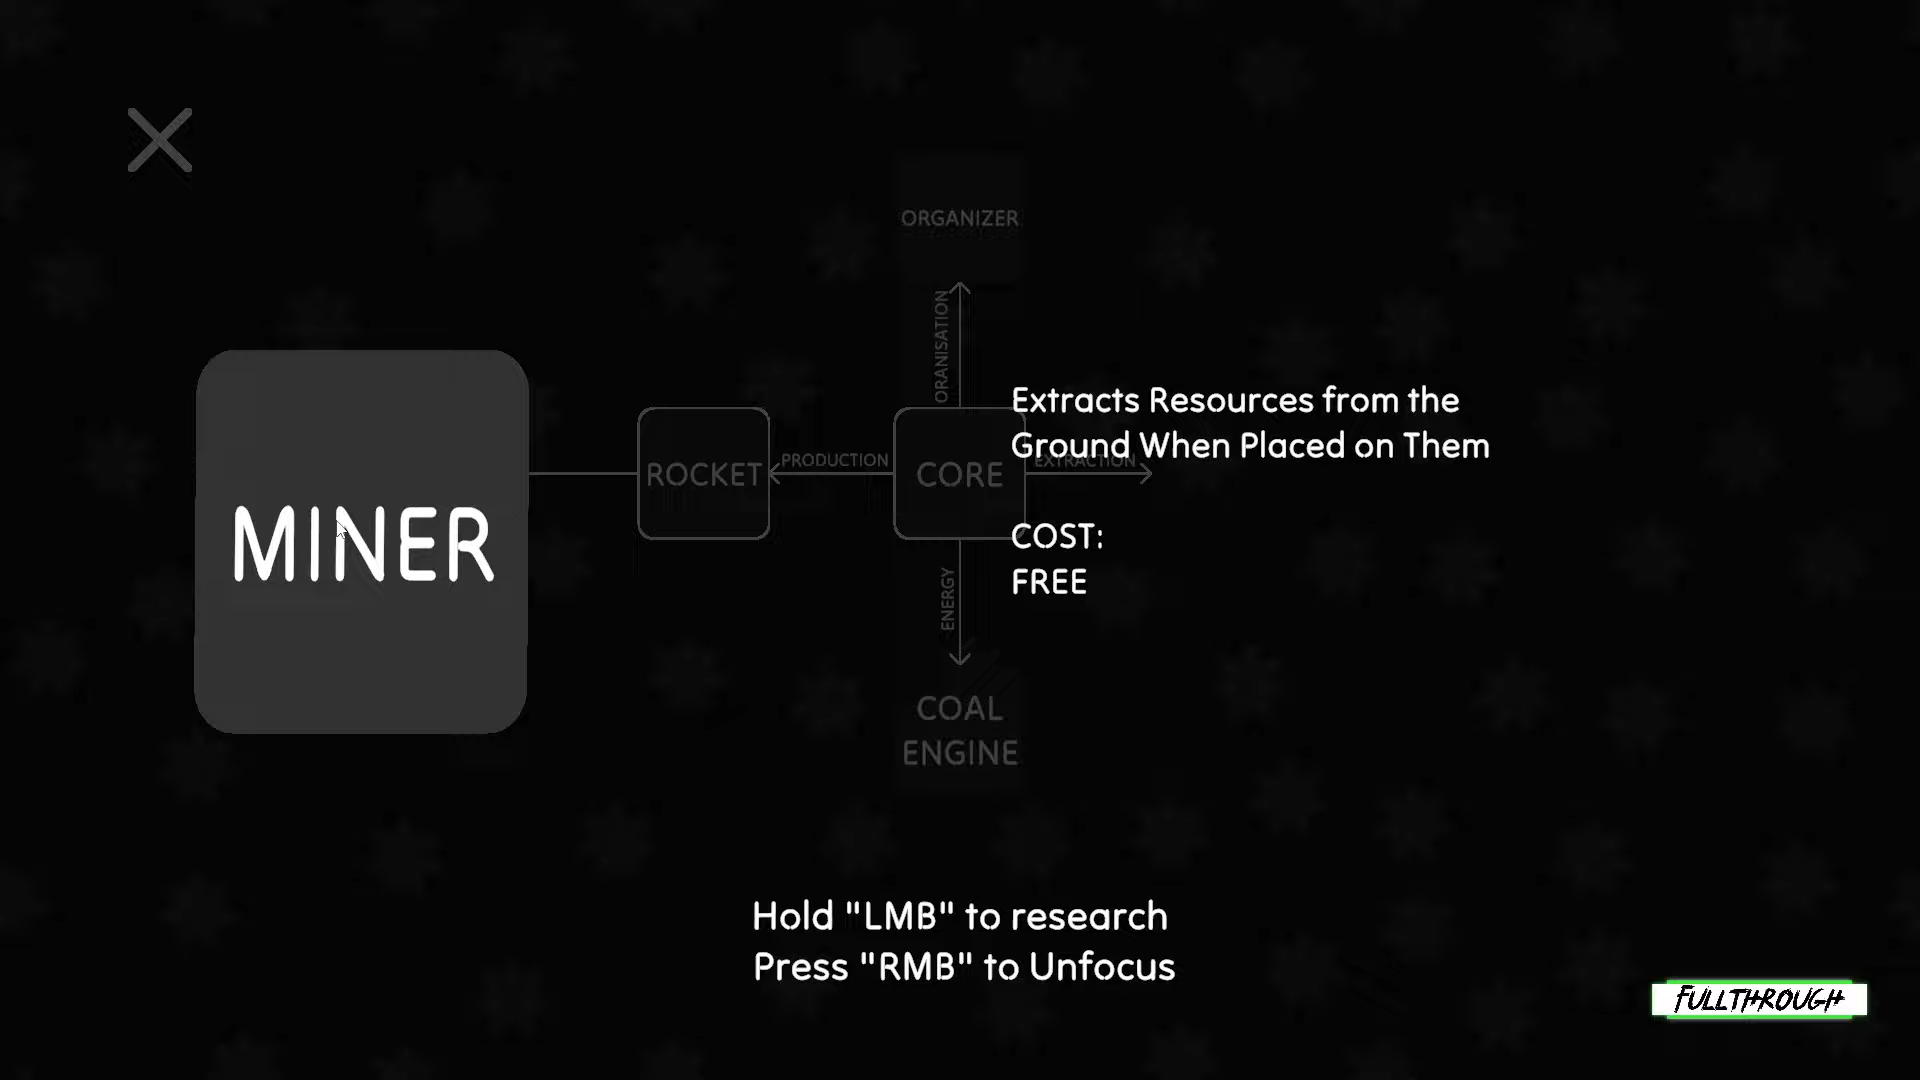 ORGANIZER
ORANISATION
Extracts Resources from the
Ground When Placed on Them
ROCKET
PRODUCTION
CORE
EXTRACTION
MINER
COST:
FREE
ENERGY
COAL
ENGINE
Hold "LMB" to research
Press "RMB" to Unfocus
FULLTHROUGH